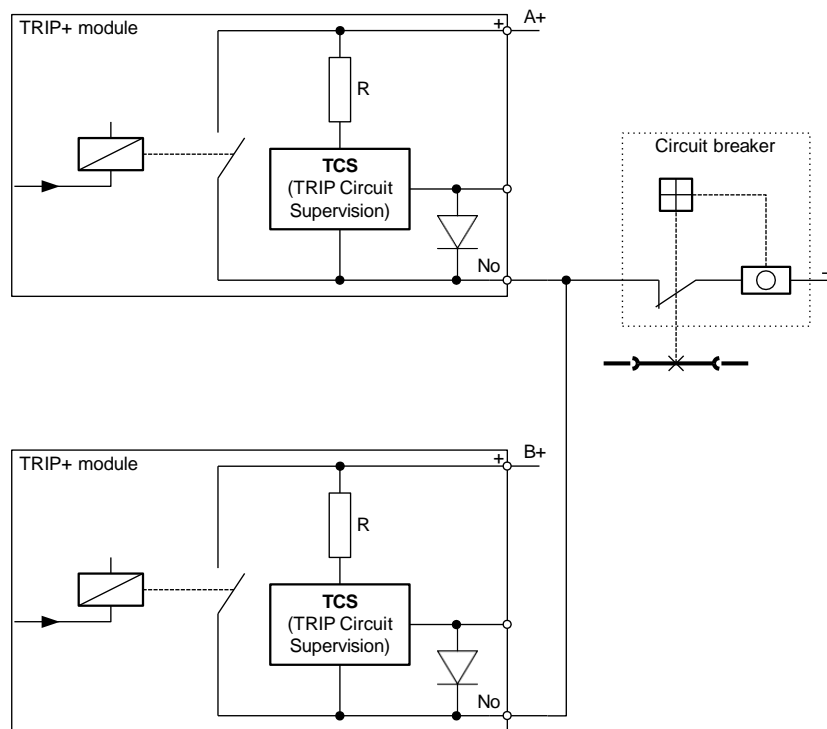 TRIP+ module
+
A+
R
TCS
(TRIP Circuit
Supervision)
No
Circuit breaker
-
TRIP+ module
+
B+
R
TCS
(TRIP Circuit
Supervision)
No